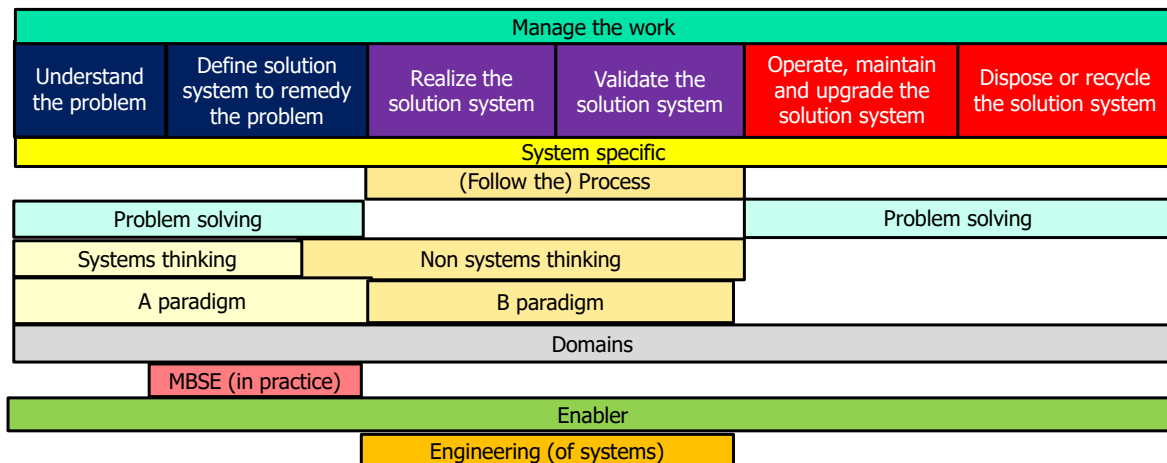 Manage the work
Understand
the problem
Define solution
system to remedy
the problem
Realize the
solution system
Validate the
solution system
Operate, maintain
and upgrade the
solution system
Dispose or recycle
the solution system
System specific
(Follow the) Process
Problem solving
Problem solving
Systems thinking
Non systems thinking
A paradigm
B paradigm
Domains
MBSE (in practice)
Enabler
Engineering (of systems)